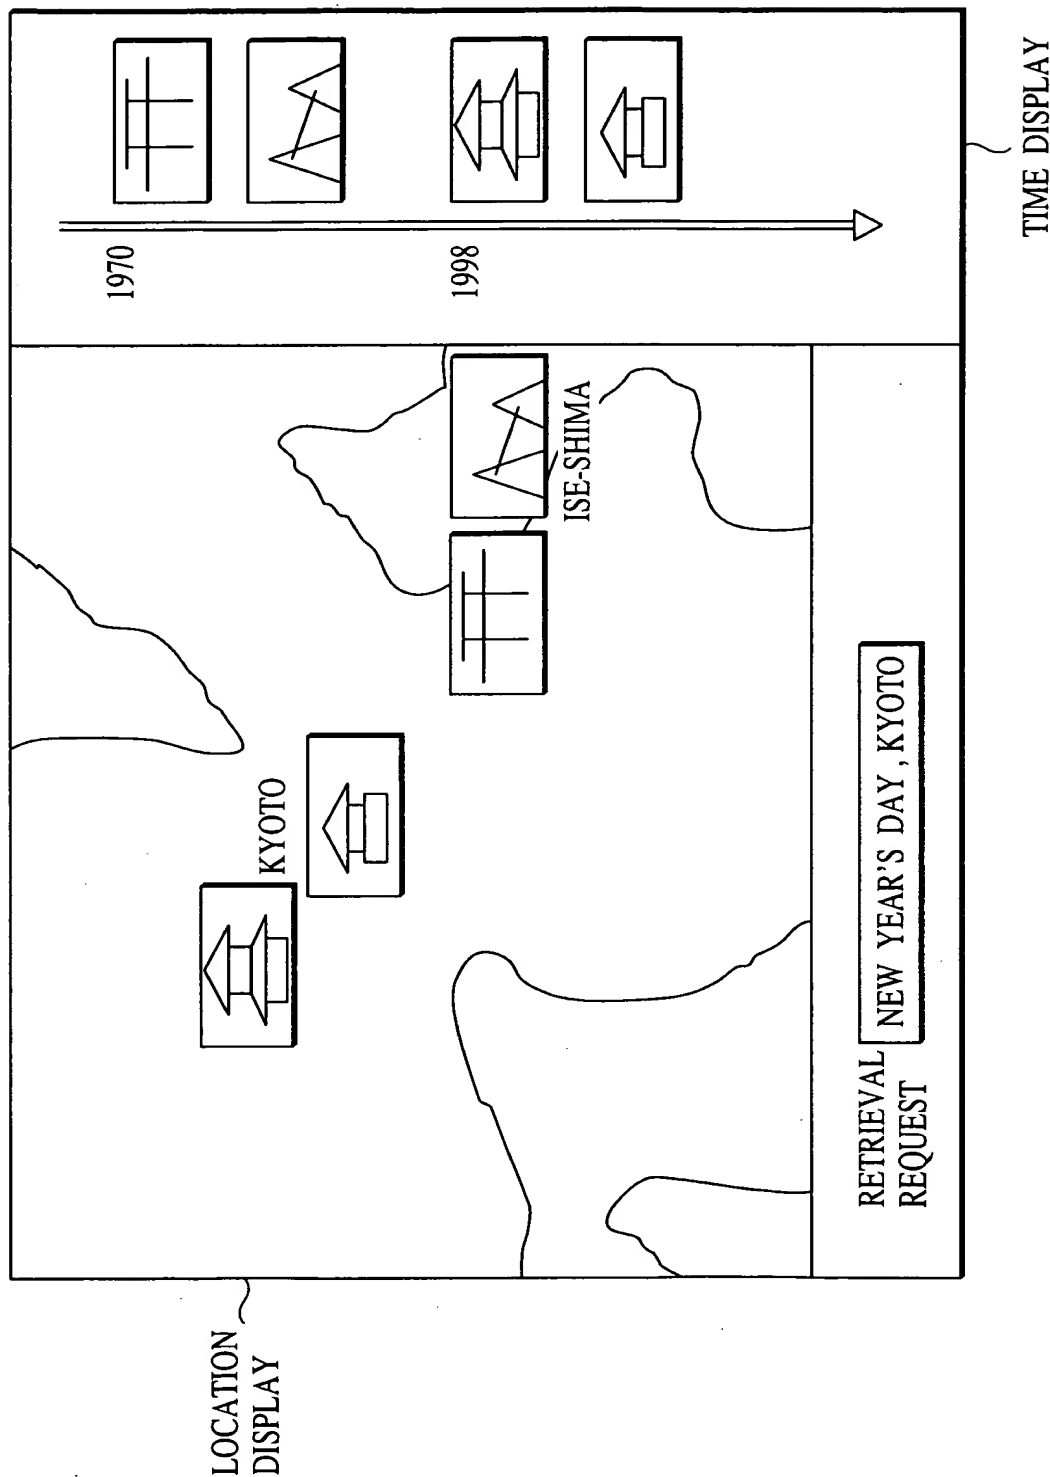 LOCATION
DISPLAY
KYOTO
ISE-SHIMA
1970
1998
RETRIEVAL
REQUEST
NEW YEAR'S DAY , KYOTO
TIME DISPLAY